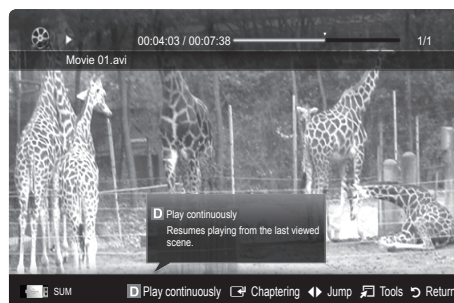 00:04:03 / 00:07:38 1/1
Movie 01.avi
D Play continuously
Resumes playing from the last viewed
scene.
SUM D Play continuously Chaptering Jump Tools Return